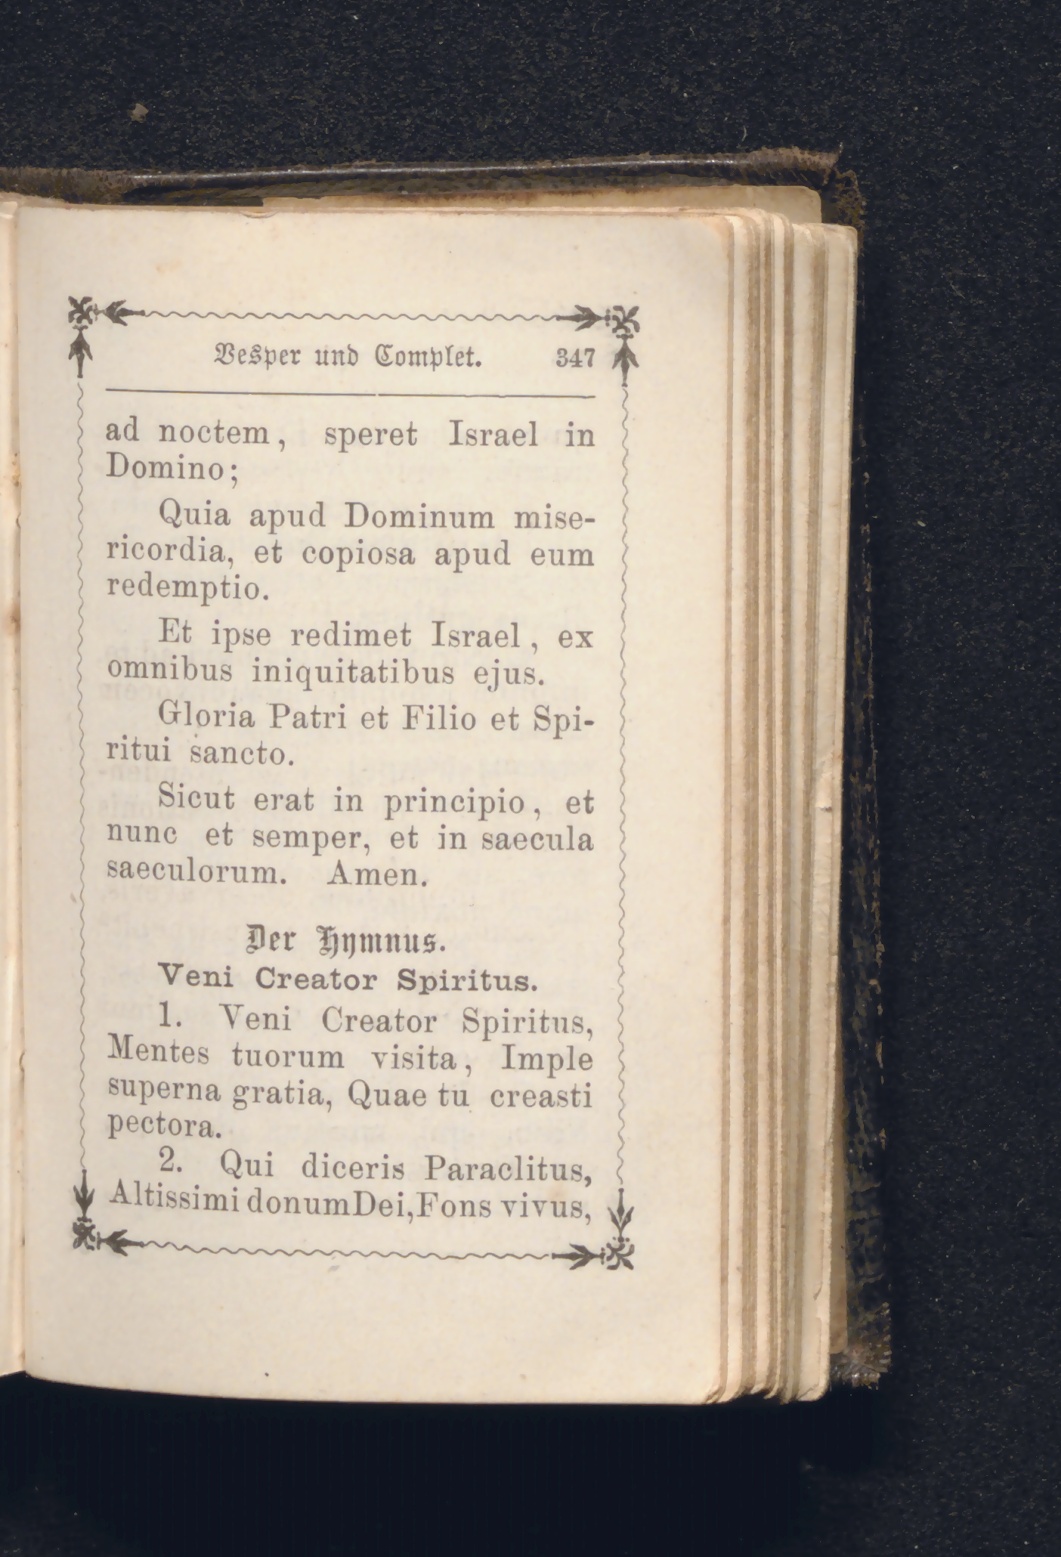 Vesper und Complet. 347
ad noctem, speret Israel in
Domino;
Quia apud Dominum mise-
ricordia, et copiosa apud eum
redemptio.
Et ipse redimet Israel, ex
omnibus iniquitatibus ejus.
Gloria Patri et Filio et Spi-
ritui sancto.
Sicut erat in principio, et
nunc et semper, et in saecula
saeculorum. Amen.
Der Hymnus.
Veni Creator Spiritus.
1. Veni Creator Spiritus,
Mentes tuorum visita, Imple
superna gratia, Quae tu creasti
pectora.
2. Qui diceris Paraclitus,
Altissimi donum Dei, Fons vivus,